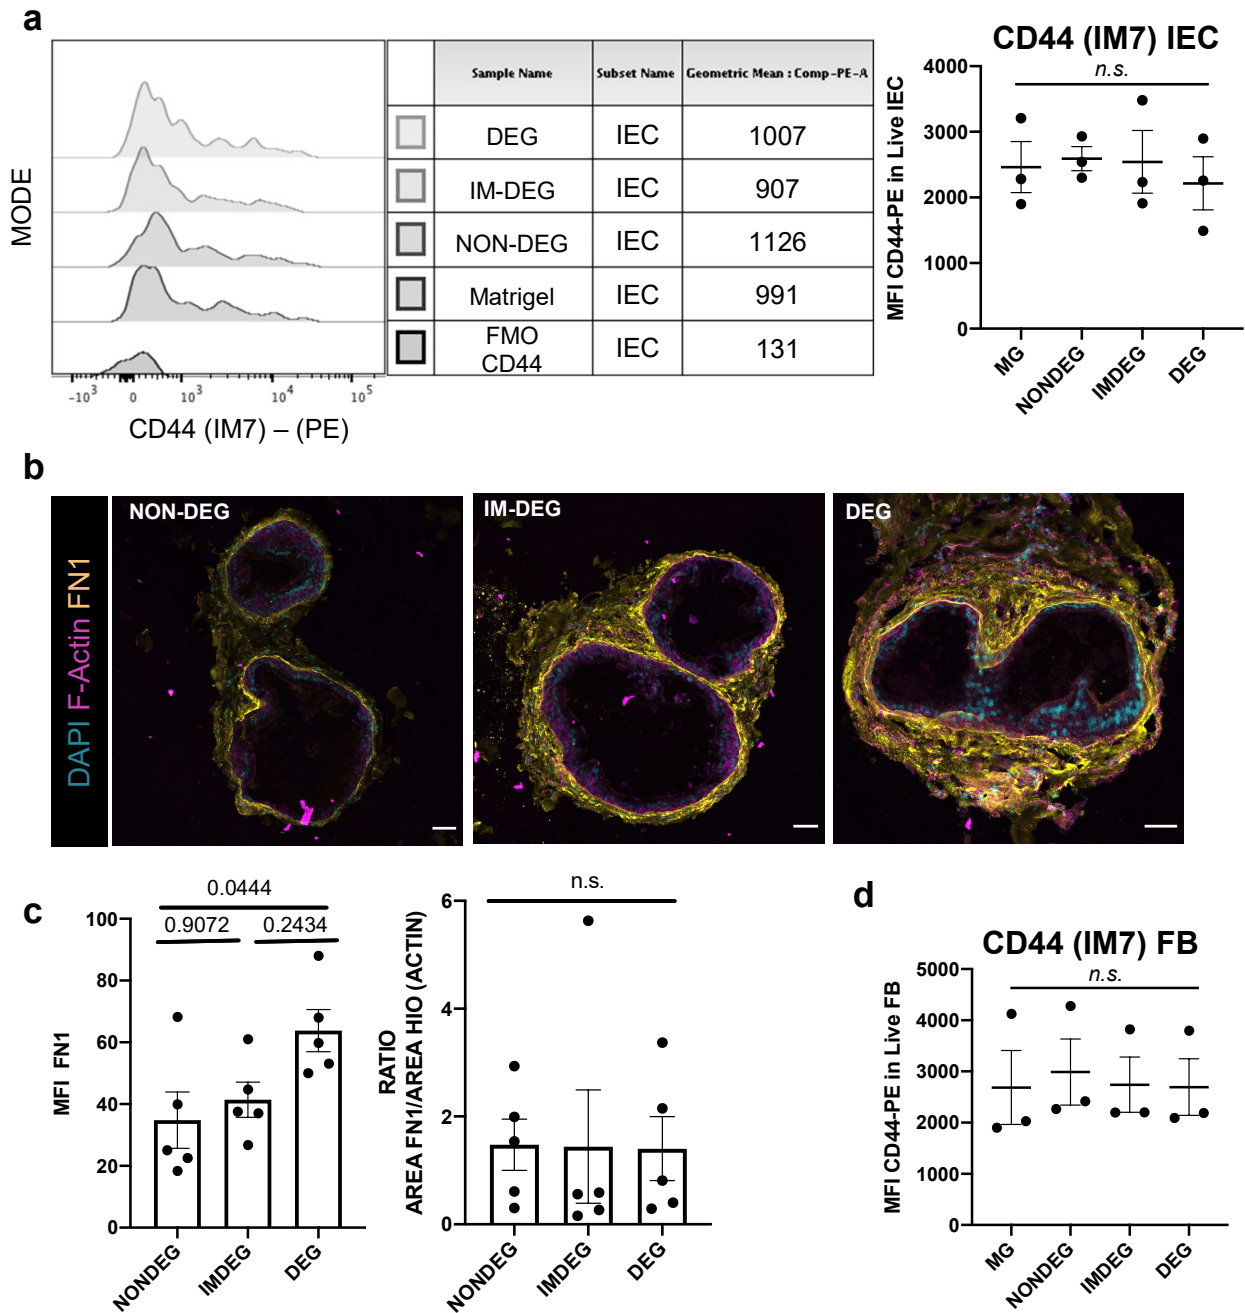 a
MODE
-10³ 0 10³ 10⁴ 10⁵
CD44 (IM7) – (PE)
Sample Name Subset Name Geometric Mean : Comp-PE-A
DEG IEC 1007
IM-DEG IEC 907
NON-DEG IEC 1126
Matrigel IEC 991
FMO
CD44 IEC 131
CD44 (IM7) IEC
n.s.
MFI CD44-PE in Live IEC
4000
3000
2000
1000
0
MG NONDEG IMDEG DEG
b
DAPI F-Actin FN1
NON-DEG
IM-DEG
DEG
c
0.0444
0.9072 0.2434
MFI FN1
100
80
60
40
20
0
NONDEG IMDEG DEG
n.s.
RATIO
AREA FN1/AREA HIO (ACTIN)
6
4
2
0
NONDEG IMDEG DEG
d
CD44 (IM7) FB
n.s.
MFI CD44-PE in Live FB
5000
4000
3000
2000
1000
0
MG NONDEG IMDEG DEG